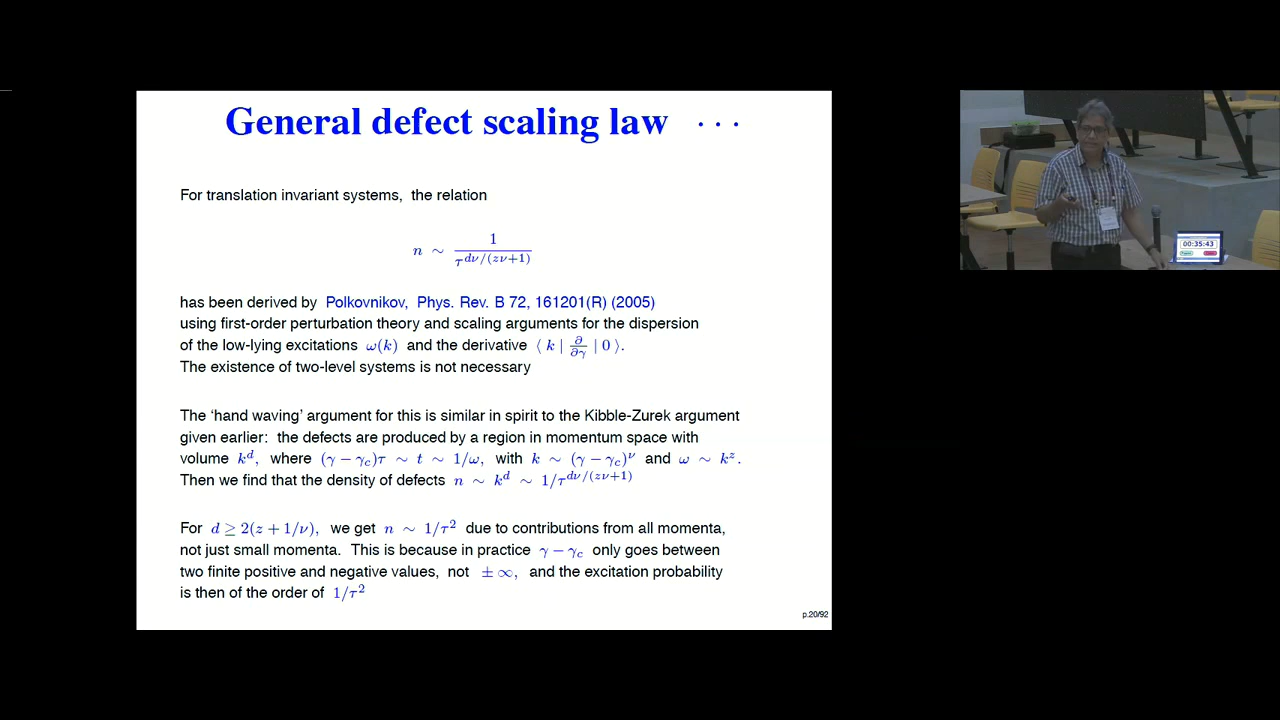 General defect scaling law · · ·
For translation invariant systems, the relation
n ∼ 1 / τ^{dν/(zν+1)}
has been derived by Polkovnikov, Phys. Rev. B 72, 161201(R) (2005)
using first-order perturbation theory and scaling arguments for the dispersion
of the low-lying excitations ω(k) and the derivative ⟨ k | ∂/∂γ | 0 ⟩.
The existence of two-level systems is not necessary
The ‘hand waving’ argument for this is similar in spirit to the Kibble-Zurek argument
given earlier: the defects are produced by a region in momentum space with
volume k^d, where (γ − γ_c)τ ∼ t ∼ 1/ω, with k ∼ (γ − γ_c)^ν and ω ∼ k^z.
Then we find that the density of defects n ∼ k^d ∼ 1/τ^{dν/(zν+1)}
For d ≥ 2(z + 1/ν), we get n ∼ 1/τ² due to contributions from all momenta,
not just small momenta. This is because in practice γ − γ_c only goes between
two finite positive and negative values, not ± ∞, and the excitation probability
is then of the order of 1/τ²
p.20/92
00:35:43